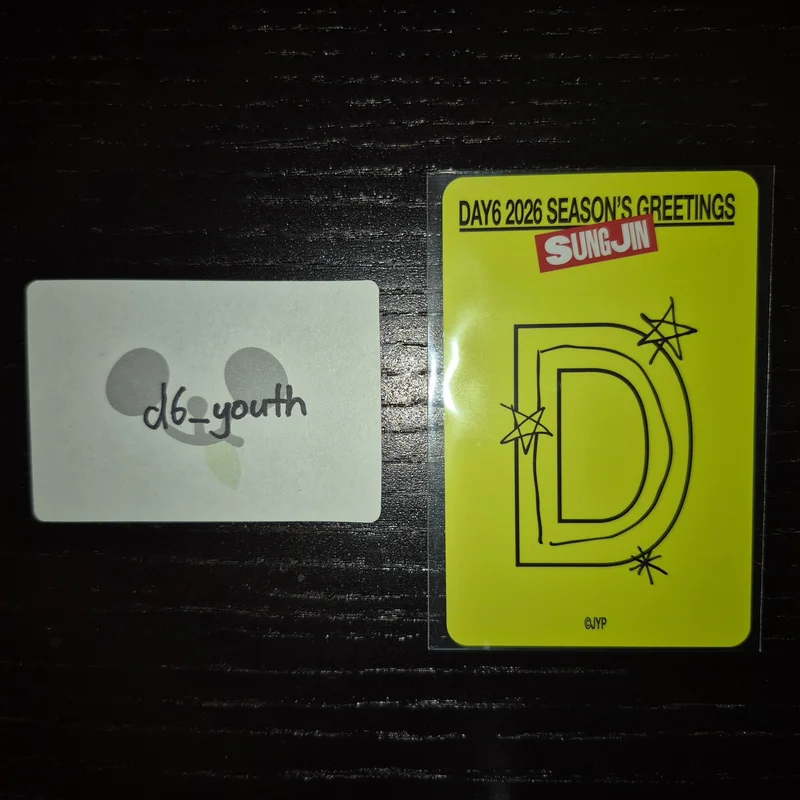 d6_youth
DAY6 2026 SEASON'S GREETINGS
SUNGJIN
D
©JYP